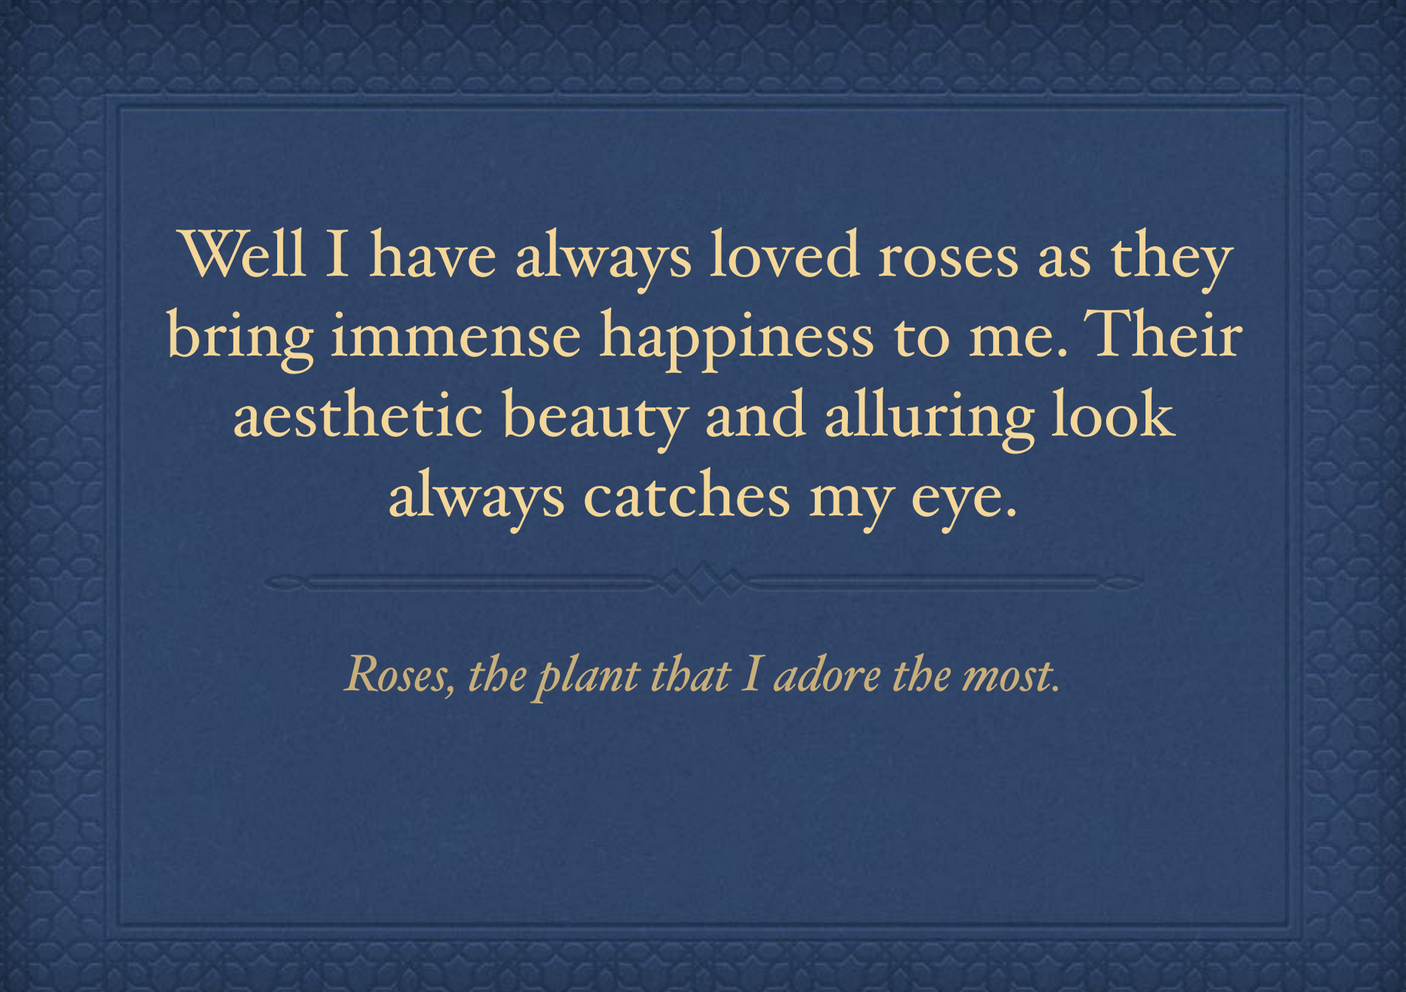 Well I have always loved roses as they
bring immense happiness to me. Their
aesthetic beauty and alluring look
always catches my eye.
Roses, the plant that I adore the most.